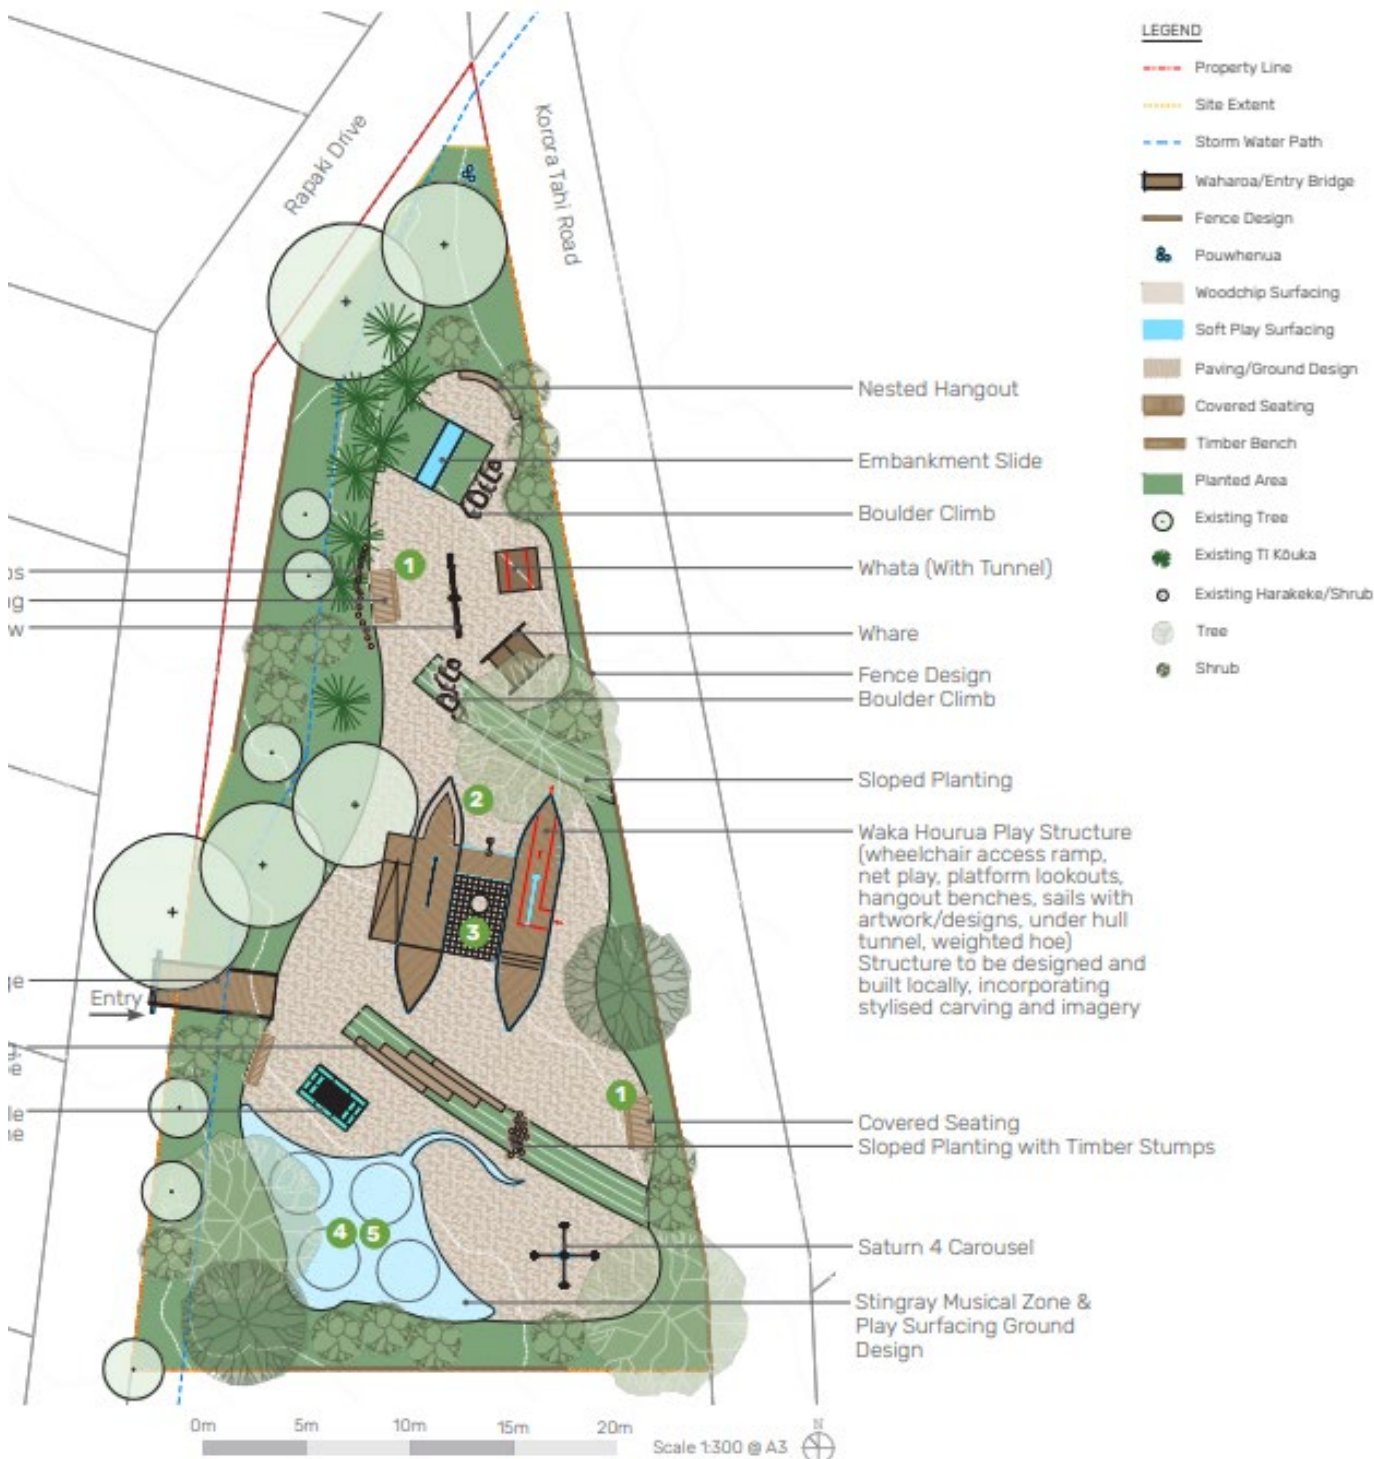 LEGEND
Property Line
Site Extent
Storm Water Path
Waharoa/Entry Bridge
Fence Design
Pouwhenua
Woodchip Surfacing
Soft Play Surfacing
Paving/Ground Design
Covered Seating
Timber Bench
Planted Area
Existing Tree
Existing Tī Kōuka
Existing Harakeke/Shrub
Tree
Shrub
Rapaki Drive
Korora Tahi Road
Nested Hangout
Embankment Slide
Boulder Climb
1
Whata (With Tunnel)
os
ng
w
Whare
Fence Design
Boulder Climb
Sloped Planting
2
Waka Hourua Play Structure
(wheelchair access ramp,
net play, platform lookouts,
hangout benches, sails with
artwork/designs, under hull
tunnel, weighted hoe)
Structure to be designed and
built locally, incorporating
stylised carving and imagery
3
ge
Entry
e
1
le
ne
Covered Seating
Sloped Planting with Timber Stumps
4 5
Saturn 4 Carousel
Stingray Musical Zone &
Play Surfacing Ground
Design
0m 5m 10m 15m 20m
Scale 1:300 @ A3
N